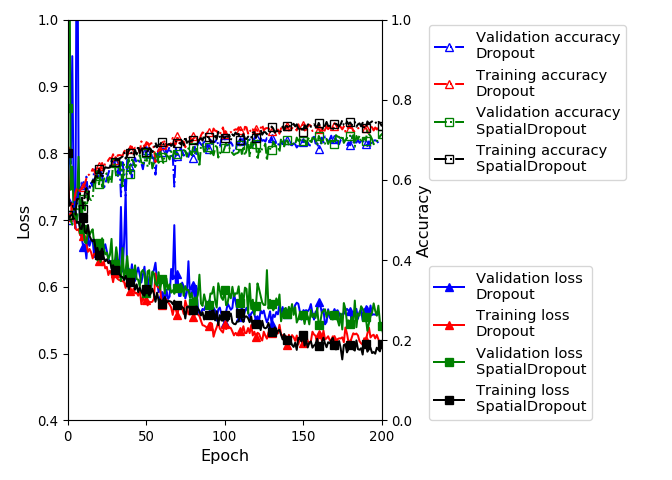 1.0
0.9
0.8
0.7
0.6
0.5
0.4
Loss
0
50
100
150
200
Epoch
1.0
0.8
0.6
0.4
0.2
0.0
Accuracy
Validation accuracy
Dropout
Training accuracy
Dropout
Validation accuracy
SpatialDropout
Training accuracy
SpatialDropout
Validation loss
Dropout
Training loss
Dropout
Validation loss
SpatialDropout
Training loss
SpatialDropout